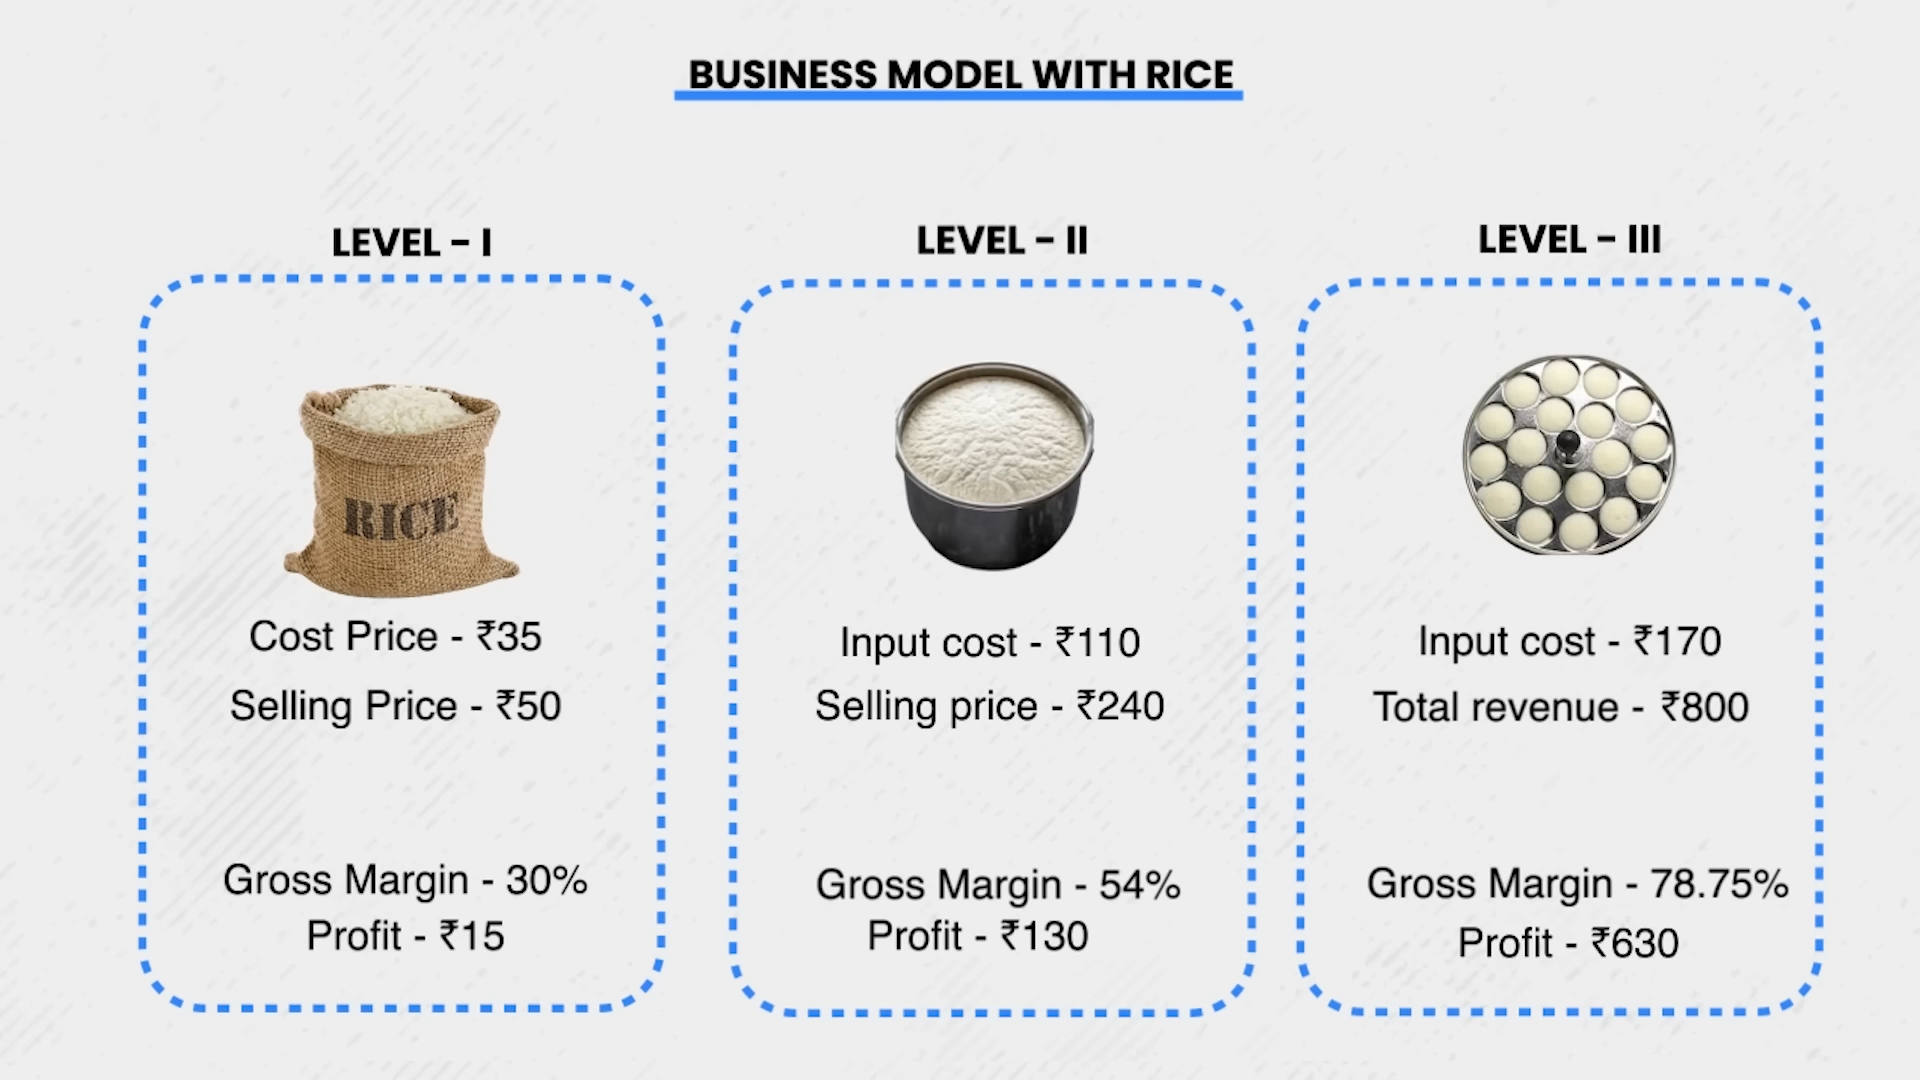 BUSINESS MODEL WITH RICE
LEVEL - I
RICE
Cost Price - ₹35
Selling Price - ₹50
Gross Margin - 30%
Profit - ₹15
LEVEL - II
Input cost - ₹110
Selling price - ₹240
Gross Margin - 54%
Profit - ₹130
LEVEL - III
Input cost - ₹170
Total revenue - ₹800
Gross Margin - 78.75%
Profit - ₹630